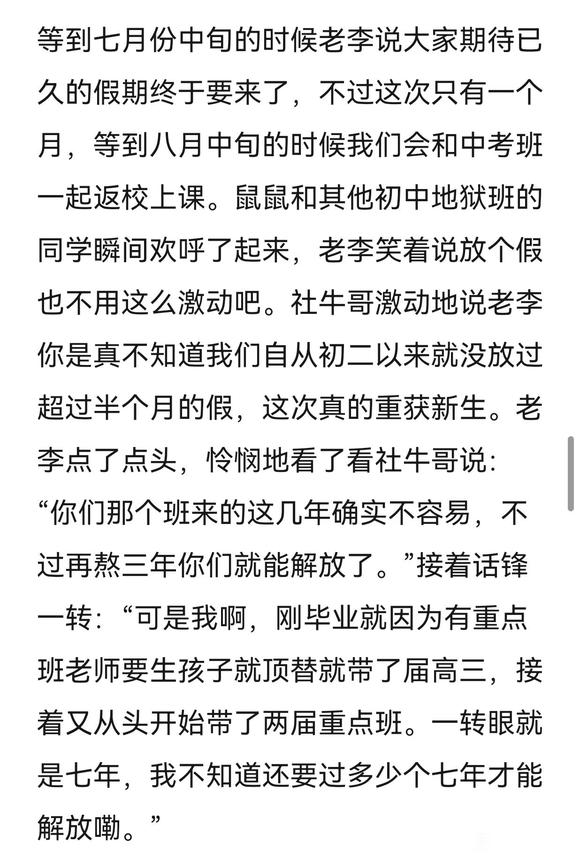 等到七月份中旬的时候老李说大家期待已
久的假期终于要来了，不过这次只有一个
月，等到八月中旬的时候我们会和中考班
一起返校上课。鼠鼠和其他初中地狱班的
同学瞬间欢呼了起来，老李笑着说放个假
也不用这么激动吧。社牛哥激动地说老李
你是真不知道我们自从初二以来就没放过
超过半个月的假，这次真的重获新生。老
李点了点头，怜悯地看了看社牛哥说：
“你们那个班来的这几年确实不容易，不
过再熬三年你们就能解放了。”接着话锋
一转：“可是我啊，刚毕业就因为有重点
班老师要生孩子就顶替就带了届高三，接
着又从头开始带了两届重点班。一转眼就
是七年，我不知道还要过多少个七年才能
解放嘞。”